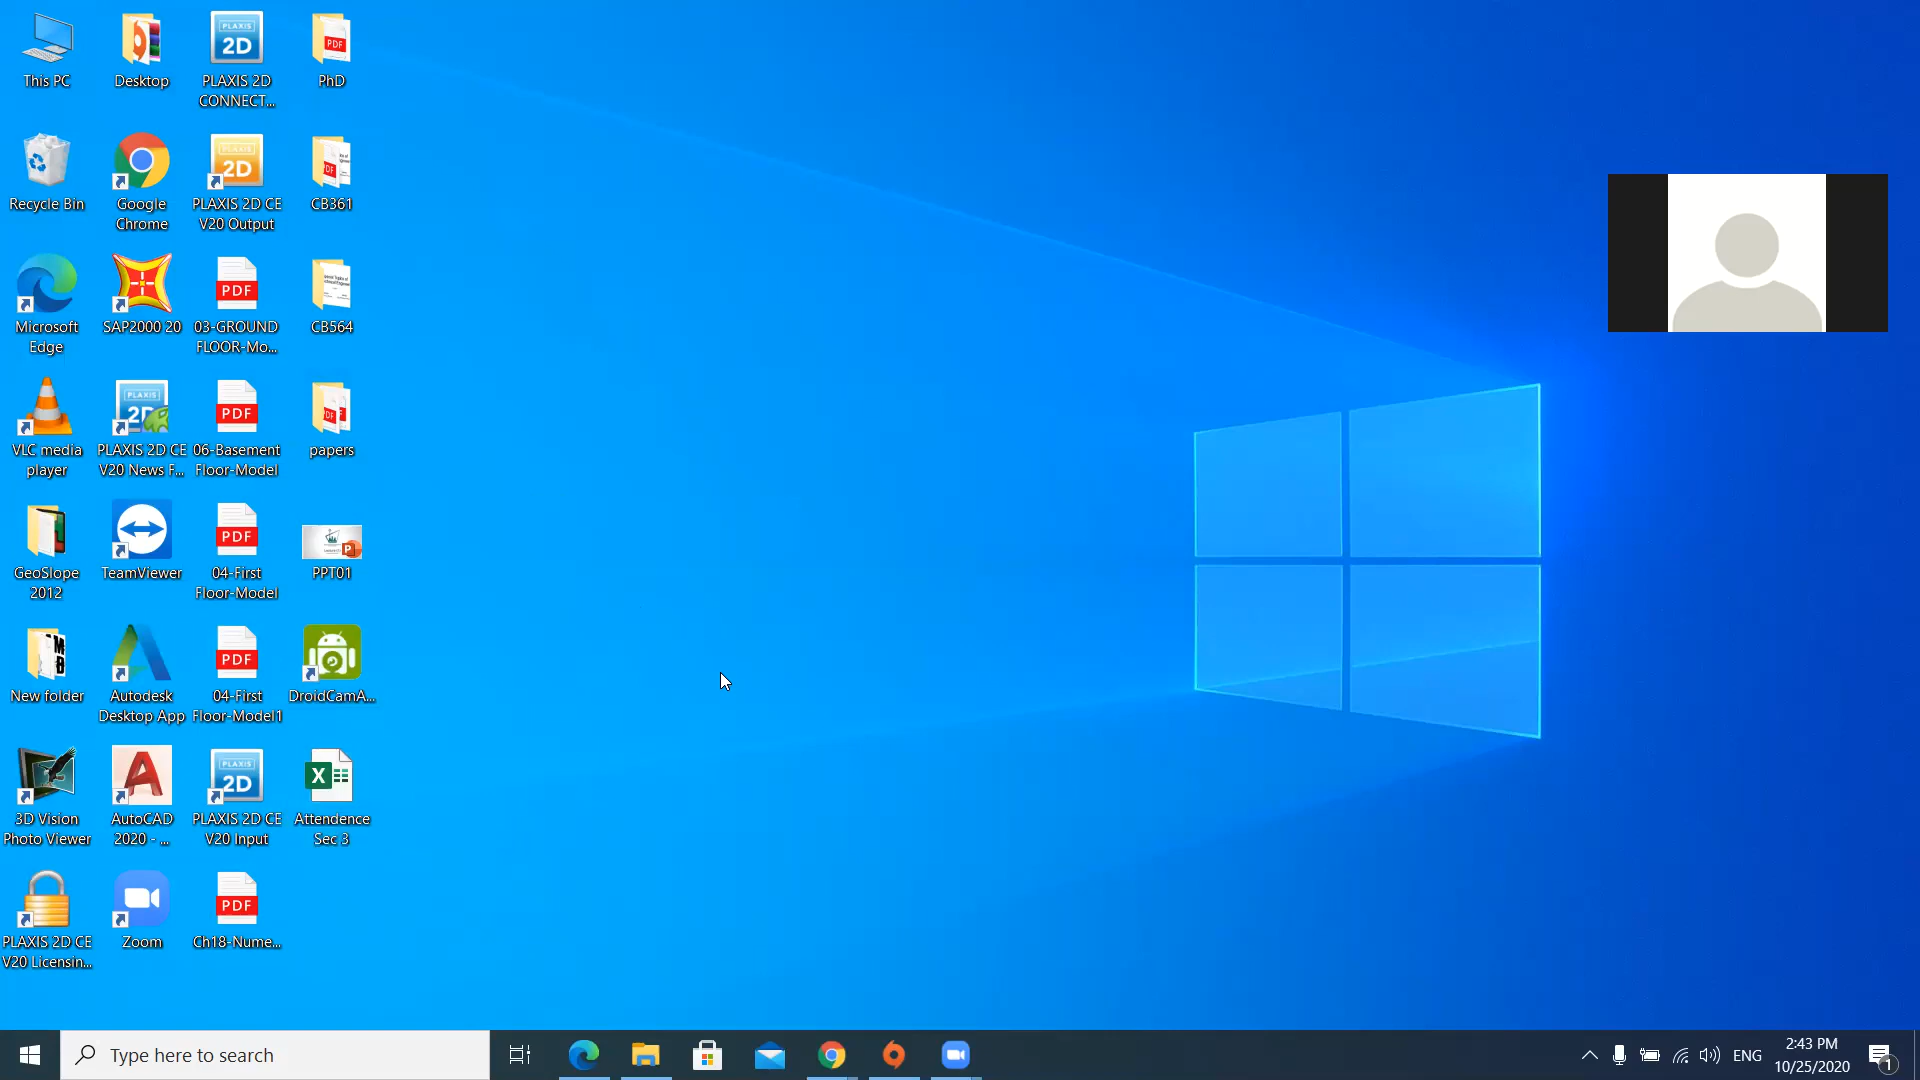 This PC
Desktop
PLAXIS 2D
CONNECT...
PhD
Recycle Bin
Google
Chrome
PLAXIS 2D CE
V20 Output
CB361
Microsoft
Edge
SAP2000 20
03-GROUND
FLOOR-Mo...
CB564
VLC media
player
PLAXIS 2D CE
V20 News F...
06-Basement
Floor-Model
papers
GeoSlope
2012
TeamViewer
04-First
Floor-Model
PPT01
New folder
Autodesk
Desktop App
04-First
Floor-Model1
DroidCamA...
3D Vision
Photo Viewer
AutoCAD
2020 - ...
PLAXIS 2D CE
V20 Input
Attendence
Sec 3
PLAXIS 2D CE
V20 Licensin...
Zoom
Ch18-Nume...
Type here to search
ENG
2:43 PM
10/25/2020
1